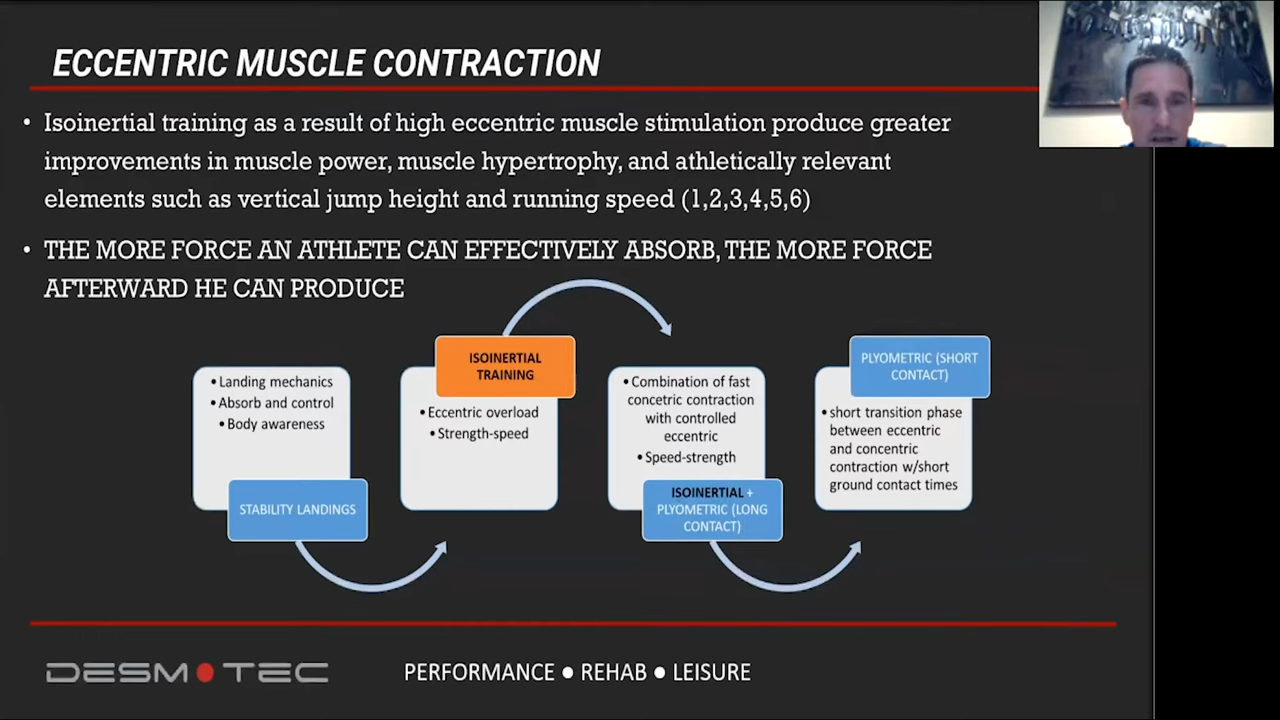 ECCENTRIC MUSCLE CONTRACTION
• Isoinertial training as a result of high eccentric muscle stimulation produce greater
improvements in muscle power, muscle hypertrophy, and athletically relevant
elements such as vertical jump height and running speed (1,2,3,4,5,6)
• THE MORE FORCE AN ATHLETE CAN EFFECTIVELY ABSORB, THE MORE FORCE
AFTERWARD HE CAN PRODUCE
• Landing mechanics
• Absorb and control
• Body awareness
STABILITY LANDINGS
ISOINERTIAL
TRAINING
• Eccentric overload
• Strength-speed
• Combination of fast
concetric contraction
with controlled
eccentric
• Speed-strength
ISOINERTIAL +
PLYOMETRIC (LONG
CONTACT)
PLYOMETRIC (SHORT
CONTACT)
• short transition phase
between eccentric
and concentric
contraction w/short
ground contact times
DESMOTEC
PERFORMANCE ● REHAB ● LEISURE